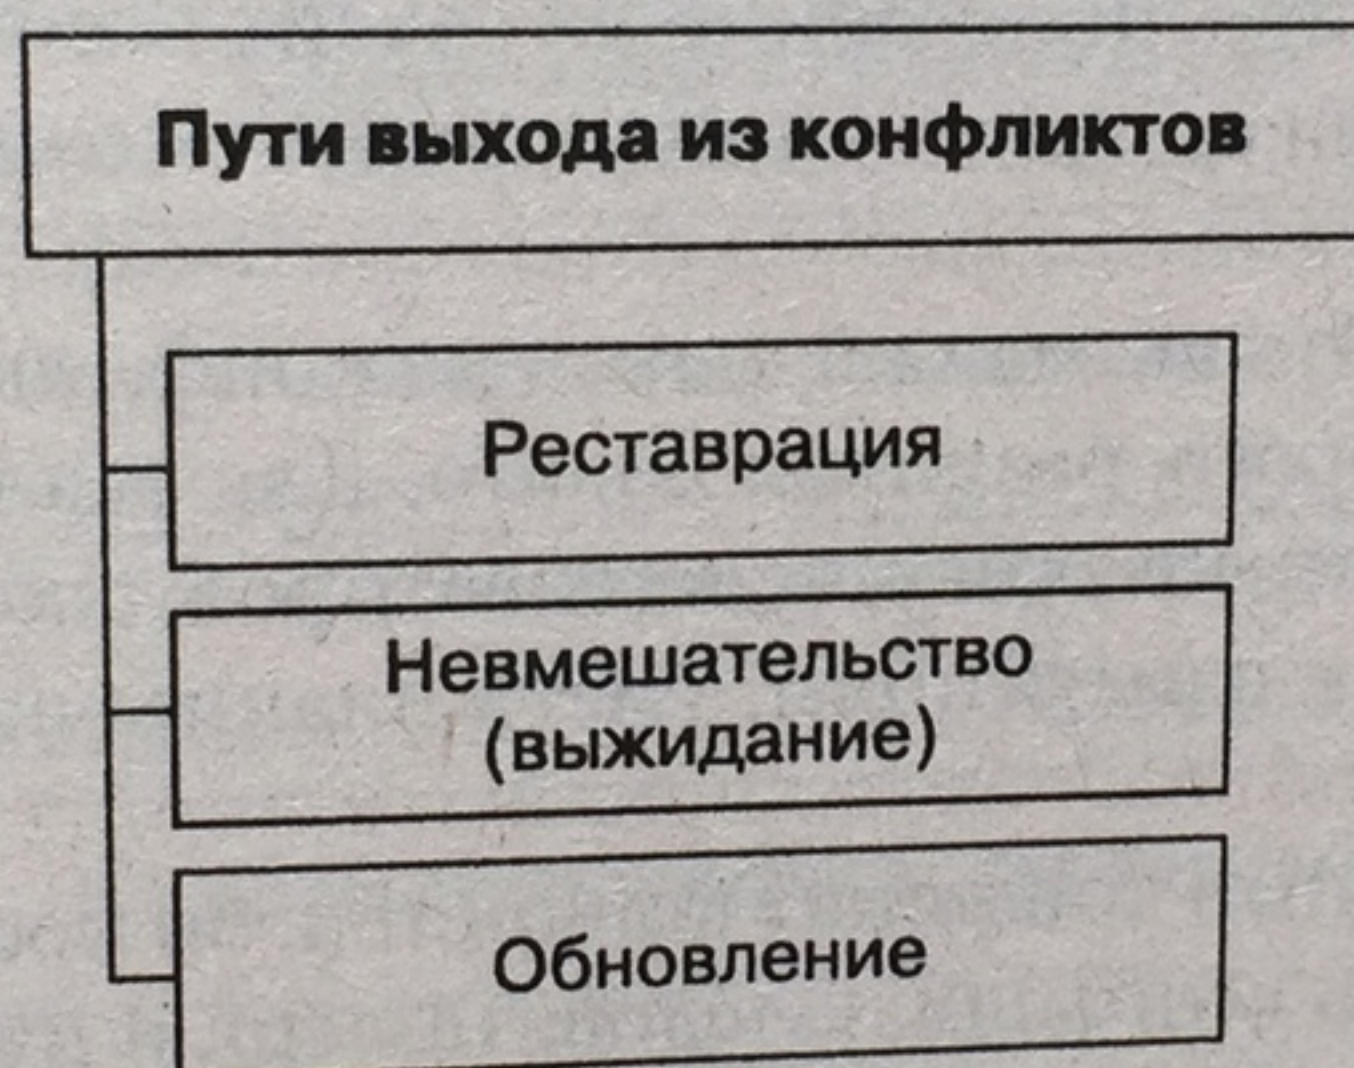 Пути выхода из конфликтов
Реставрация
Невмешательство
(выжидание)
Обновление